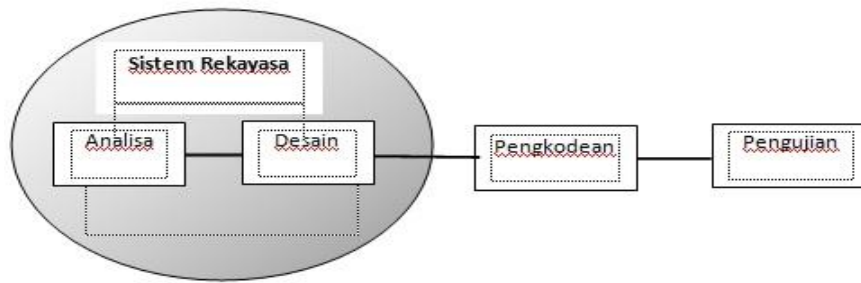 Sistem Rekayasa
Analisa
Desain
Pengkodean
Pengujian